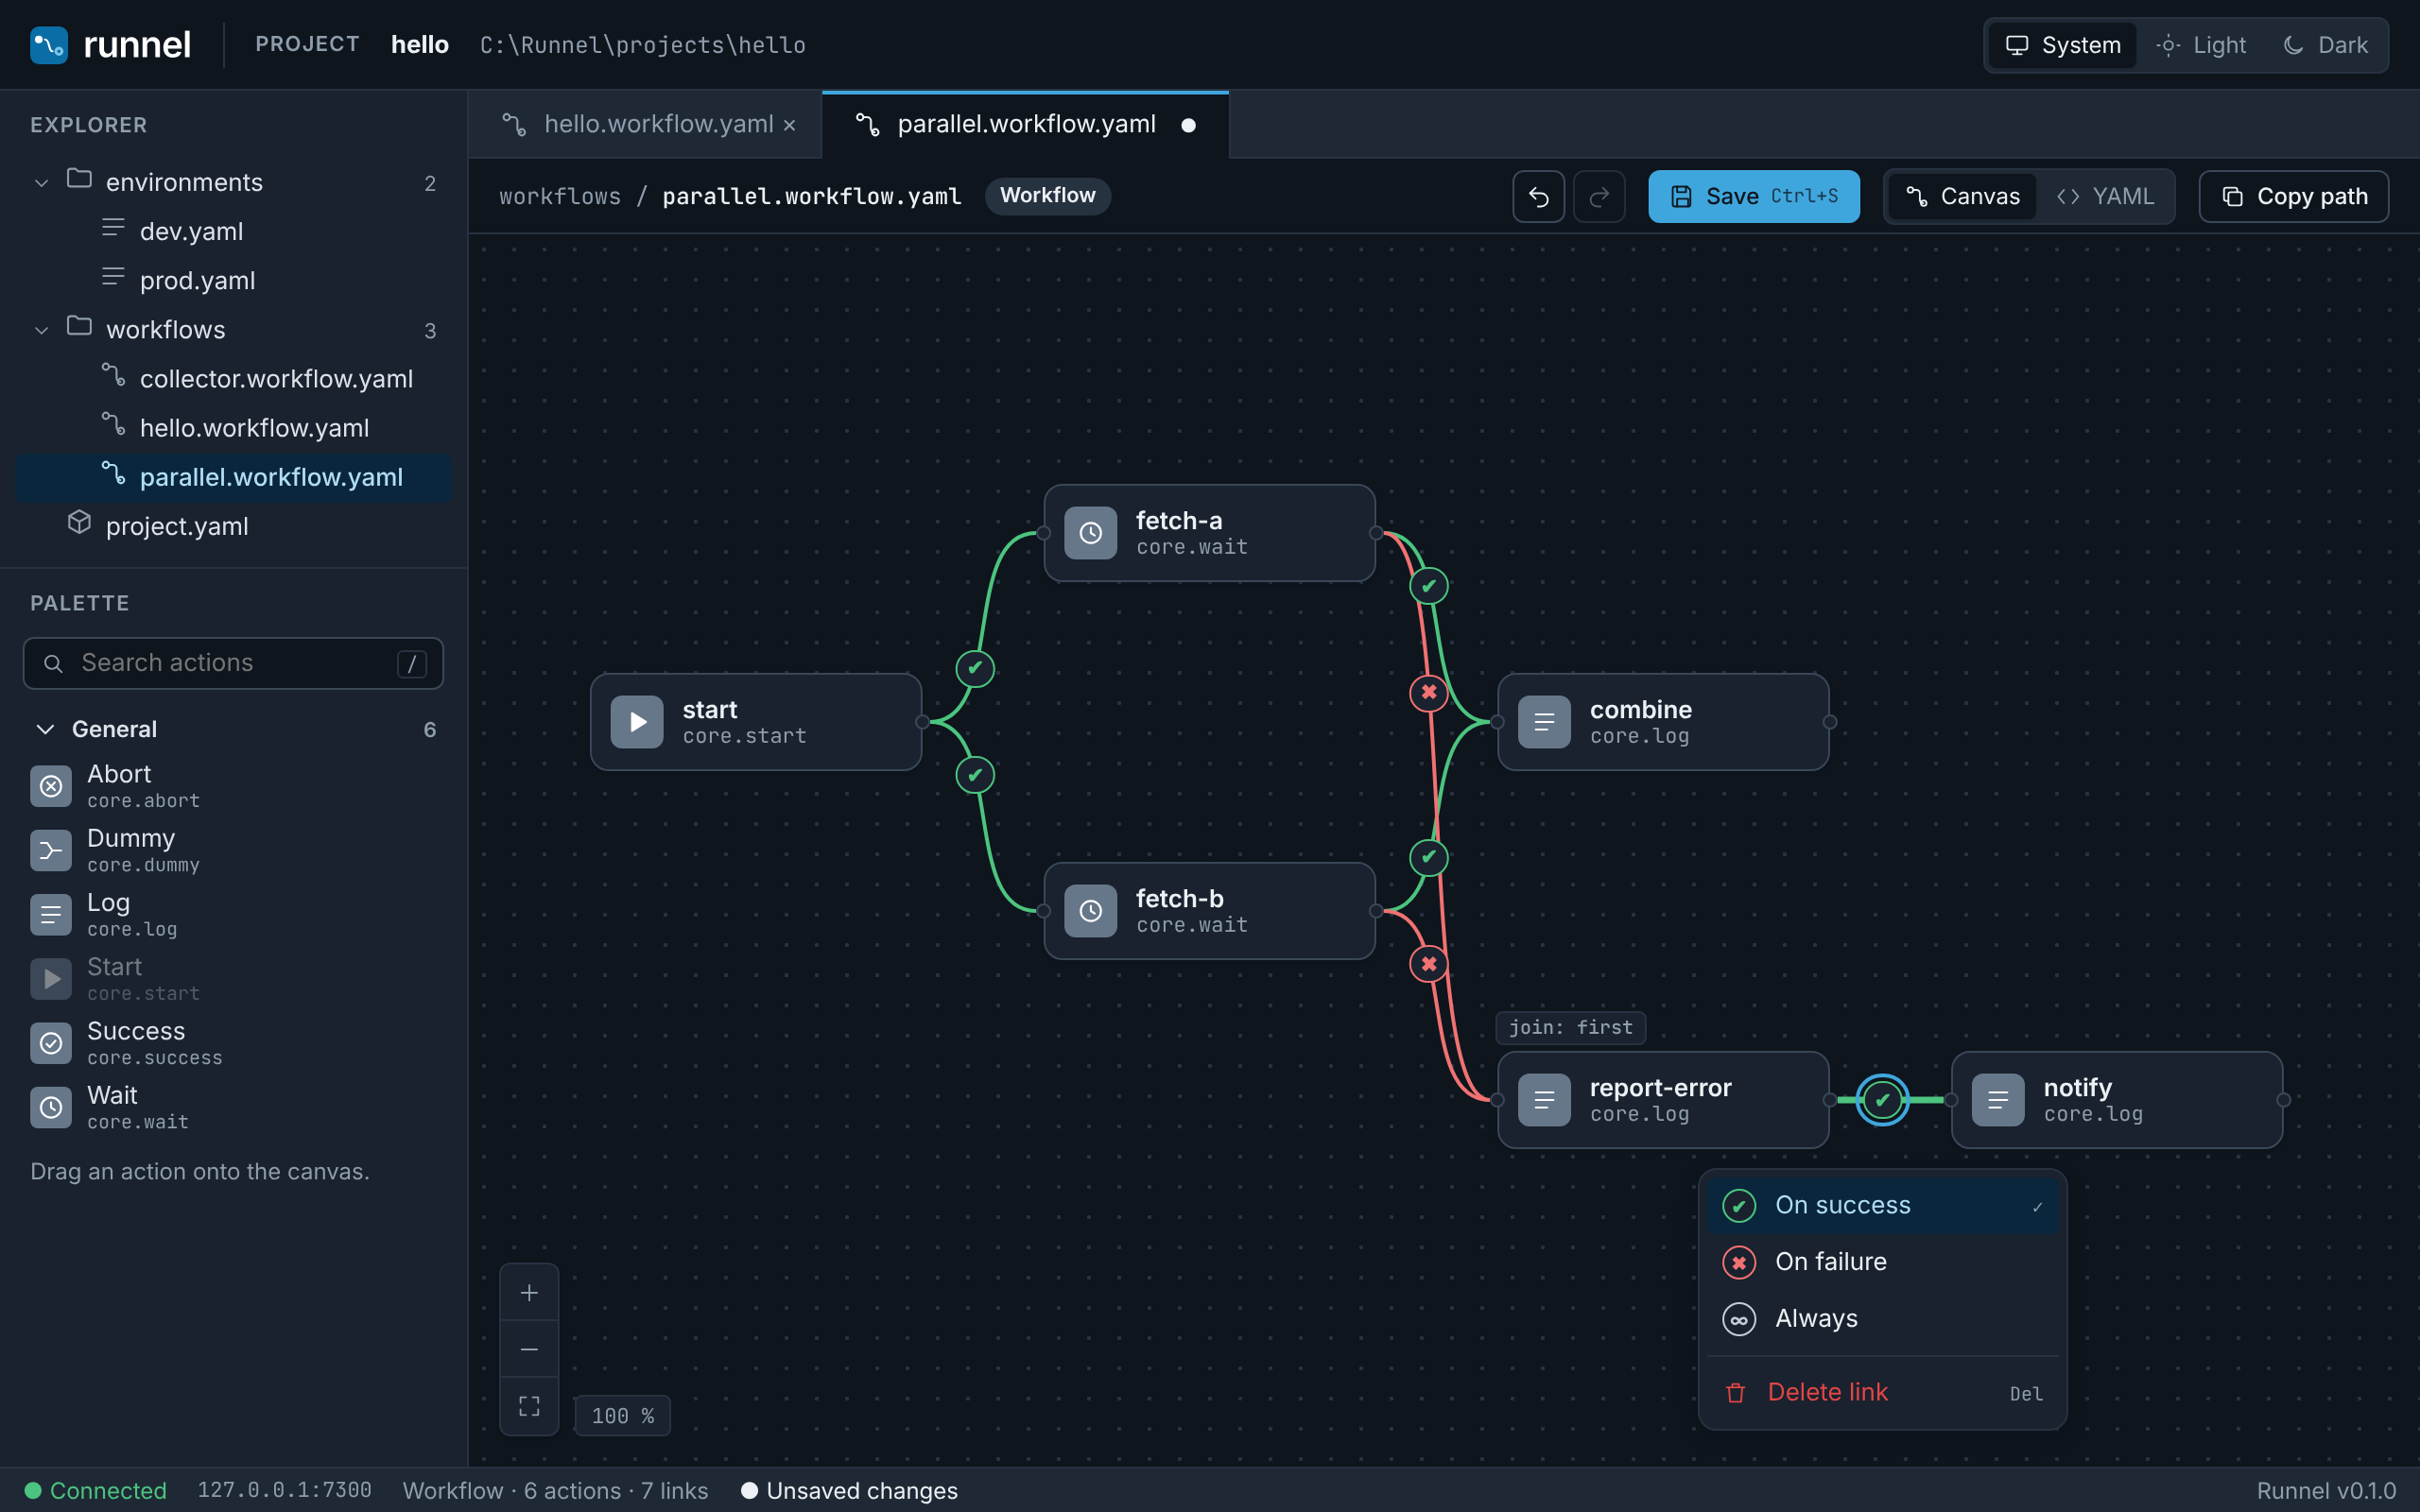 runnel
PROJECT hello C:\Runnel\projects\hello
System Light Dark
EXPLORER
environments 2
dev.yaml
prod.yaml
workflows 3
collector.workflow.yaml
hello.workflow.yaml
parallel.workflow.yaml
project.yaml
PALETTE
Search actions /
General 6
Abort
core.abort
Dummy
core.dummy
Log
core.log
Start
core.start
Success
core.success
Wait
core.wait
Drag an action onto the canvas.
hello.workflow.yaml ×
parallel.workflow.yaml
workflows / parallel.workflow.yaml Workflow
Save Ctrl+S
Canvas YAML
Copy path
fetch-a
core.wait
start
core.start
combine
core.log
fetch-b
core.wait
join: first
report-error
core.log
notify
core.log
On success ✓
On failure
Always
Delete link Del
100 %
Connected 127.0.0.1:7300 Workflow · 6 actions · 7 links Unsaved changes
Runnel v0.1.0